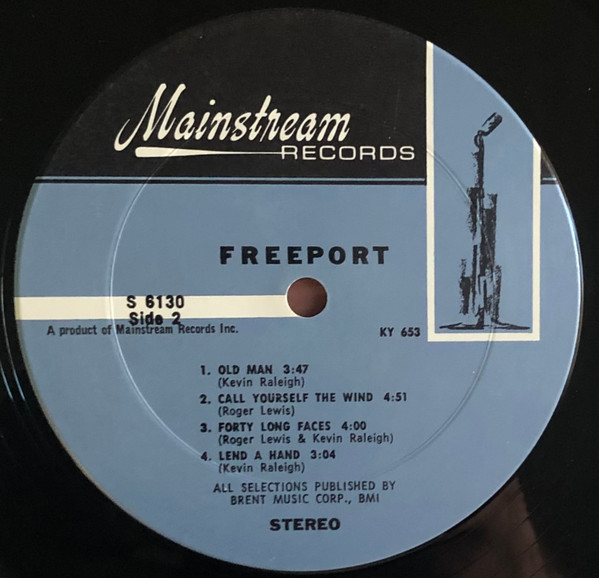 Mainstream
RECORDS
FREEPORT
S 6130
Side 2
A product of Mainstream Records Inc.
KY 653
1. OLD MAN 3:47
(Kevin Raleigh)
2. CALL YOURSELF THE WIND 4:51
(Roger Lewis)
3. FORTY LONG FACES 4:00
(Roger Lewis & Kevin Raleigh)
4. LEND A HAND 3:04
(Kevin Raleigh)
ALL SELECTIONS PUBLISHED BY
BRENT MUSIC CORP., BMI
STEREO